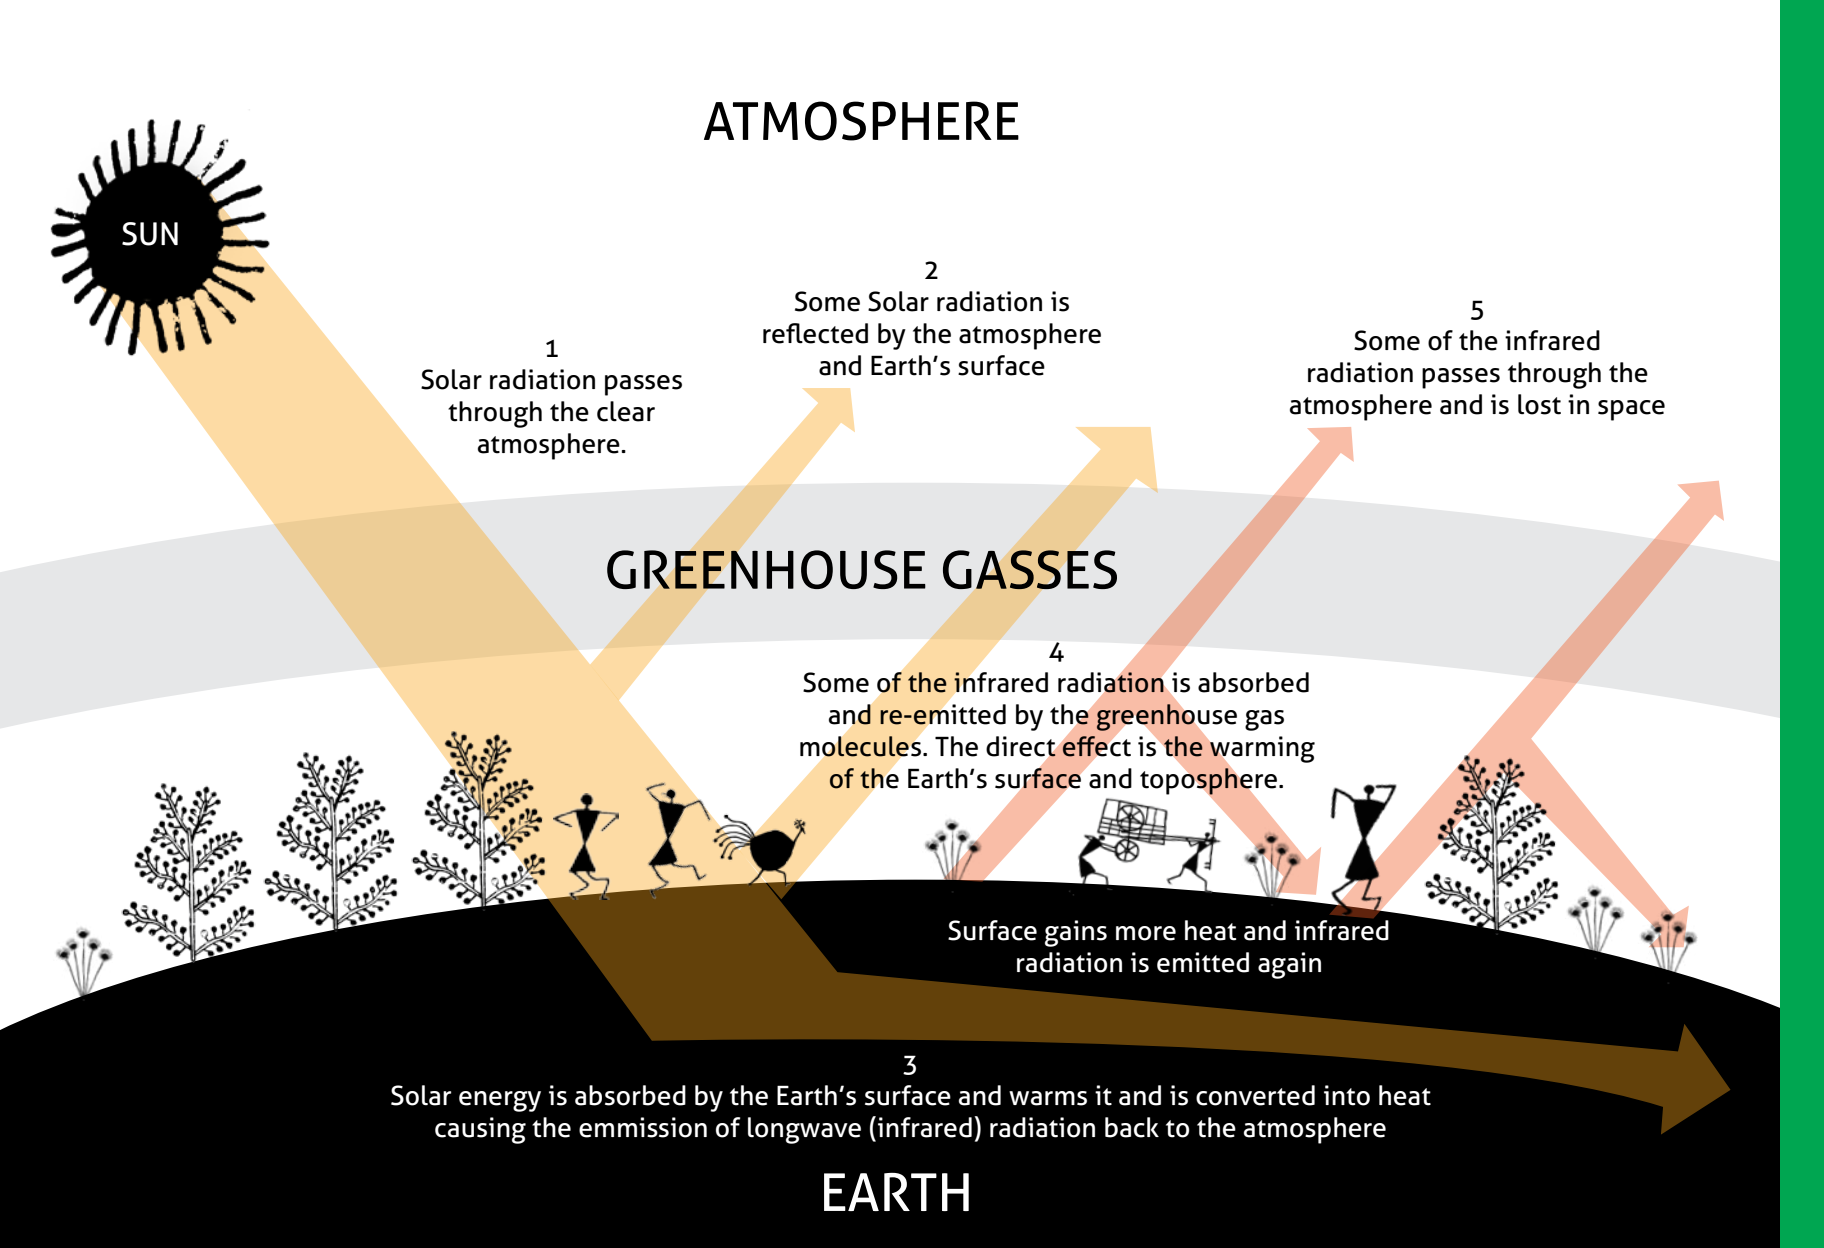 ATMOSPHERE
SUN
1
Solar radiation passes
through the clear
atmosphere.
2
Some Solar radiation is
reflected by the atmosphere
and Earth's surface
5
Some of the infrared
radiation passes through the
atmosphere and is lost in space
GREENHOUSE GASSES
4
Some of the infrared radiation is absorbed
and re-emitted by the greenhouse gas
molecules. The direct effect is the warming
of the Earth's surface and toposphere.
Surface gains more heat and infrared
radiation is emitted again
3
Solar energy is absorbed by the Earth's surface and warms it and is converted into heat
causing the emmission of longwave (infrared) radiation back to the atmosphere
EARTH